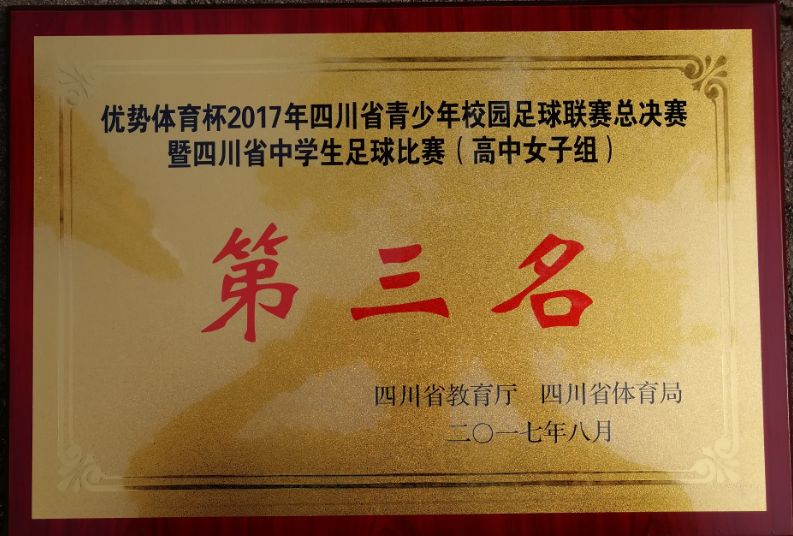 优势体育杯2017年四川省青少年校园足球联赛总决赛
暨四川省中学生足球比赛（高中女子组）
第三名
四川省教育厅 四川省体育局
二〇一七年八月